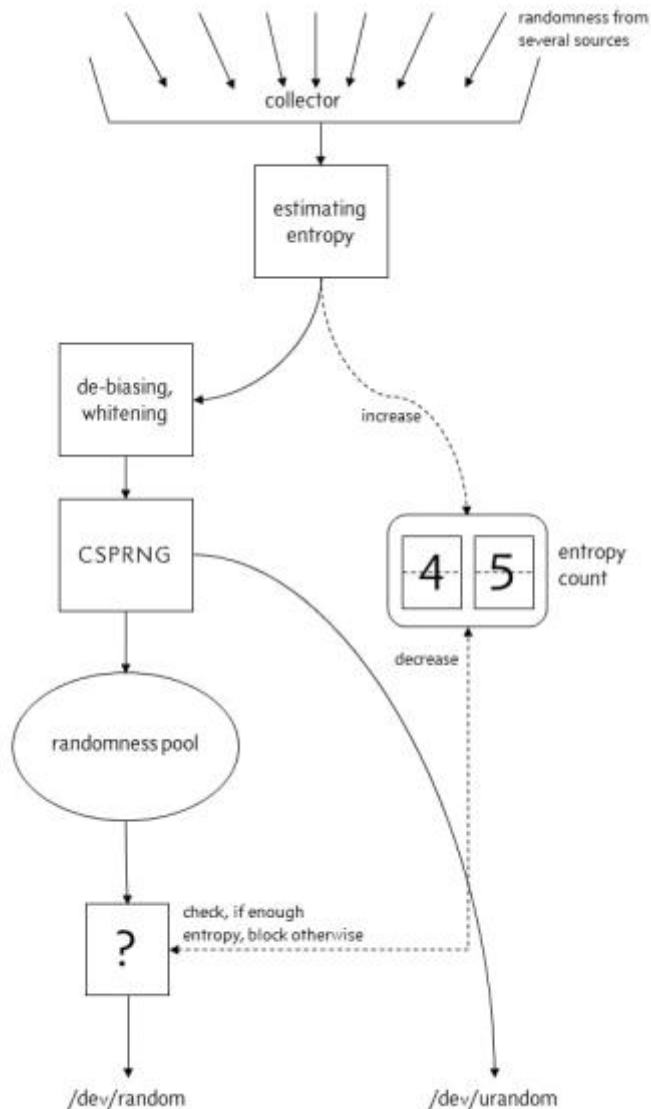 randomness from
several sources
collector
estimating
entropy
de-biasing,
whitening
increase
CSPRNG
4 5
entropy
count
decrease
randomness pool
check, if enough
entropy, block otherwise
?
/dev/random
/dev/urandom